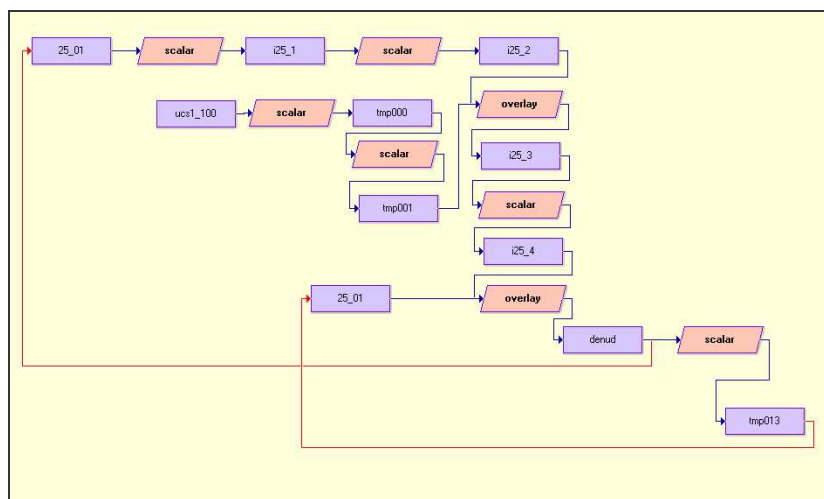 25_01
scalar
i25_1
scalar
i25_2
ucs1_100
scalar
tmp000
overlay
scalar
i25_3
tmp001
scalar
i25_4
25_01
overlay
denud
scalar
tmp013